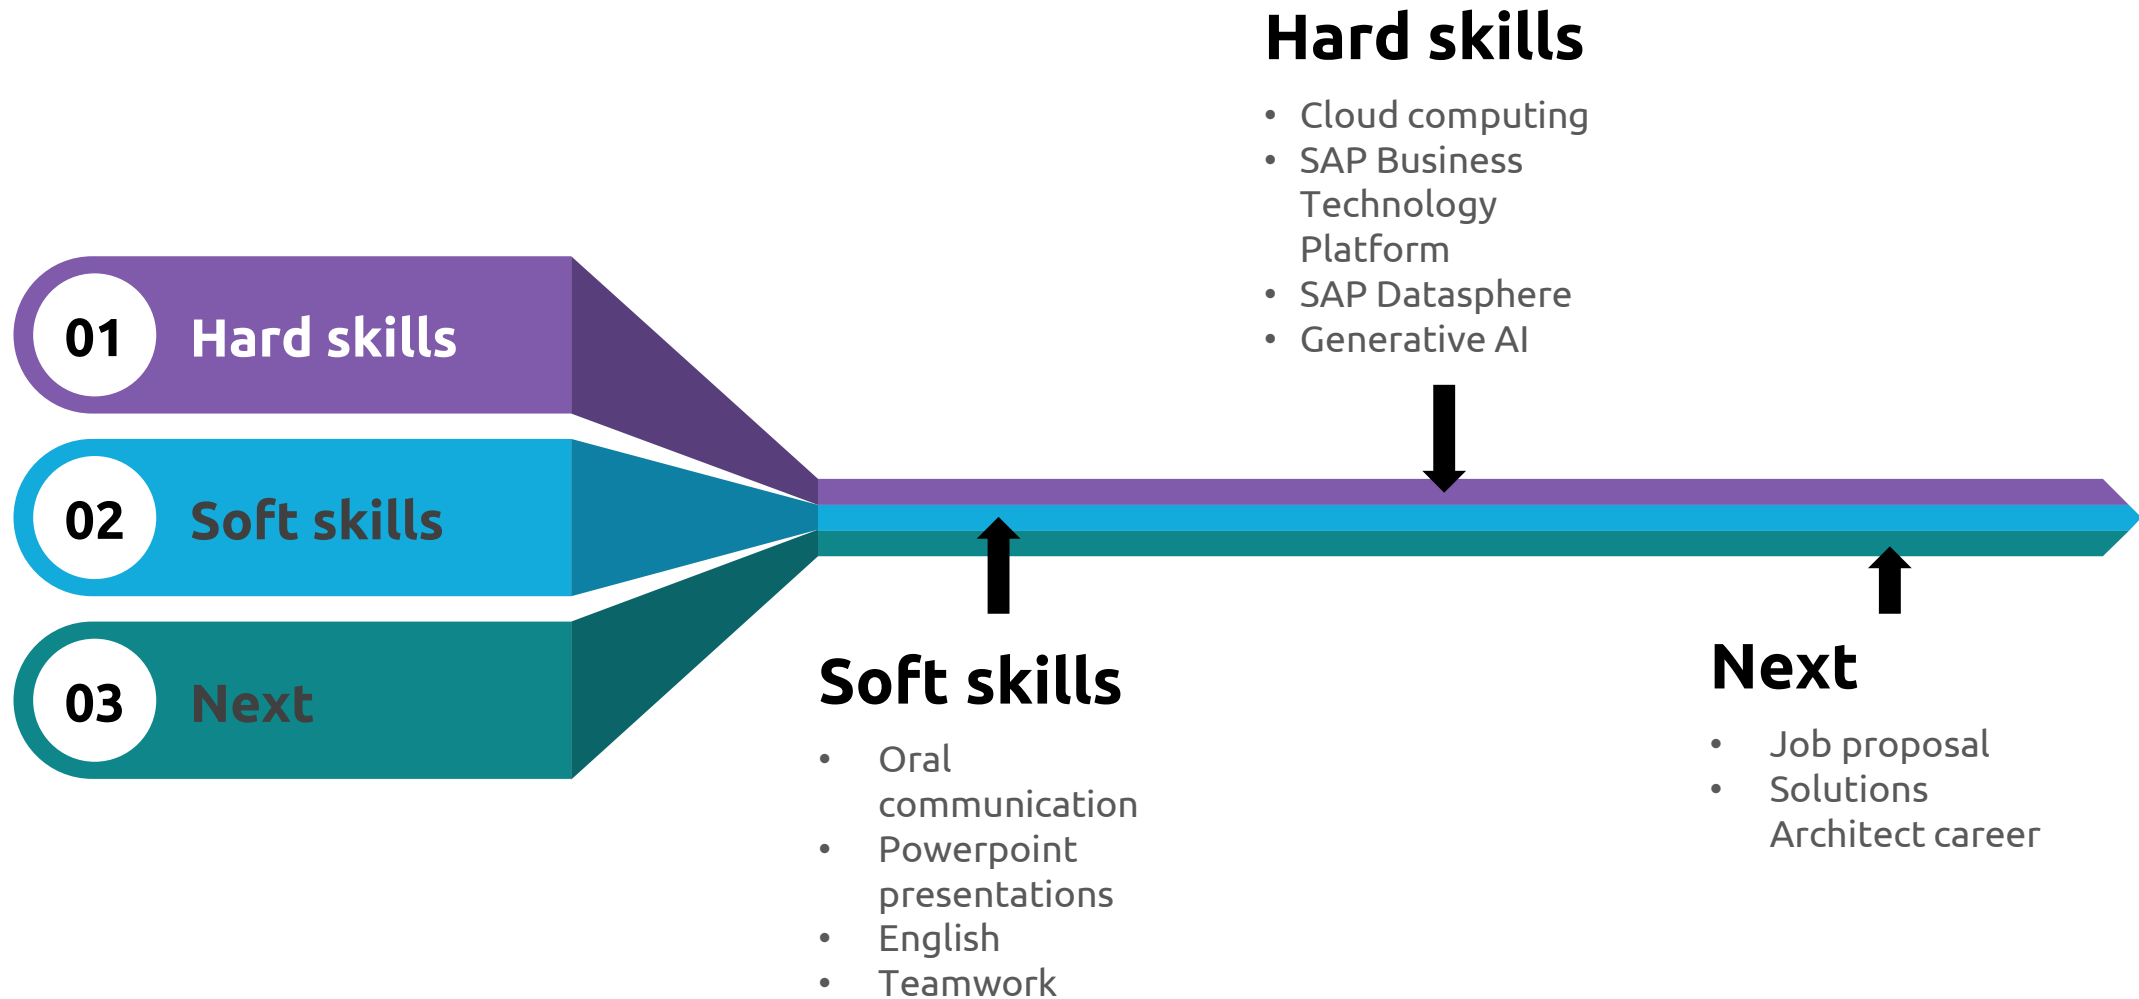 01 Hard skills
02 Soft skills
03 Next
Hard skills
• Cloud computing
• SAP Business
Technology
Platform
• SAP Datasphere
• Generative AI
Soft skills
• Oral
communication
• Powerpoint
presentations
• English
• Teamwork
Next
• Job proposal
• Solutions
Architect career